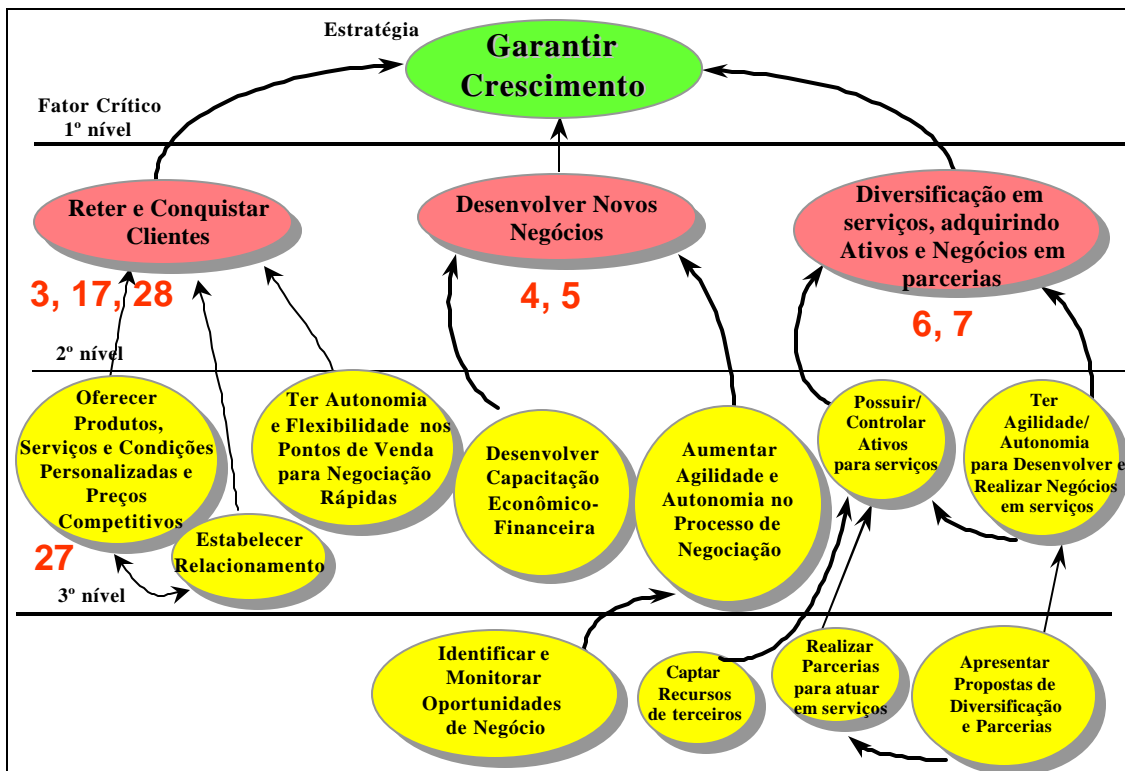 Estratégia
Garantir
Crescimento
Fator Crítico
1º nível
Reter e Conquistar
Clientes
3, 17, 28
Desenvolver Novos
Negócios
4, 5
Diversificação em
serviços, adquirindo
Ativos e Negócios em
parcerias
6, 7
2º nível
Oferecer
Produtos,
Serviços e Condições
Personalizadas e
Preços
Competitivos
27
Estabelecer
Relacionamento
Ter Autonomia
e Flexibilidade nos
Pontos de Venda
para Negociação
Rápidas
Desenvolver
Capacitação
Econômico-
Financeira
Aumentar
Agilidade e
Autonomia no
Processo de
Negociação
Possuir/
Controlar
Ativos
para serviços
Ter
Agilidade/
Autonomia
para Desenvolver e
Realizar Negócios
em serviços
3º nível
Identificar e
Monitorar
Oportunidades
de Negócio
Captar
Recursos
de terceiros
Realizar
Parcerias
para atuar
em serviços
Apresentar
Propostas de
Diversificação
e Parcerias